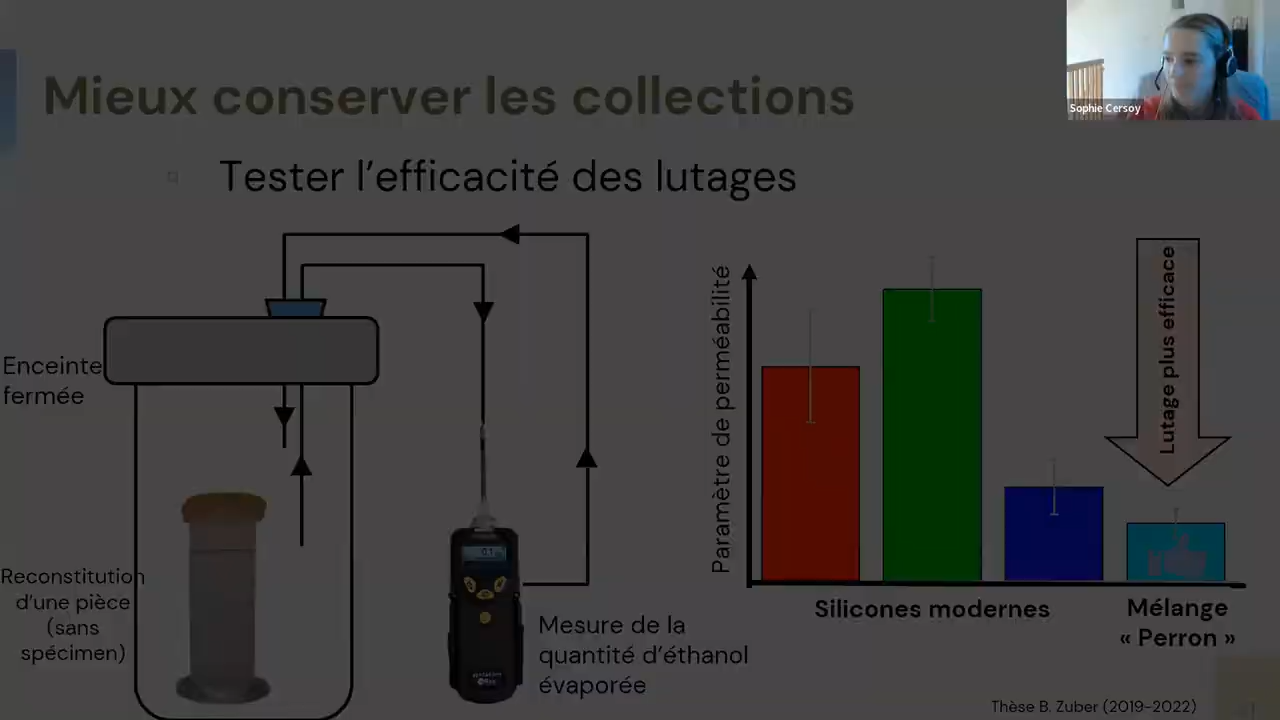 Sophie Cersoy
Mieux conserver les collections
Tester l'efficacité des lutages
Enceinte
fermée
Reconstitution
d'une pièce
(sans
spécimen)
Mesure de la
quantité d'éthanol
évaporée
Paramètre de perméabilité
Lutage plus efficace
Silicones modernes
Mélange
« Perron »
Thèse B. Zuber (2019-2022)